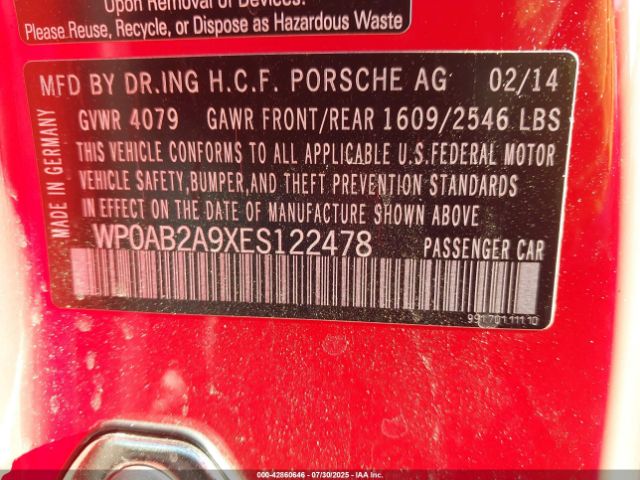 Upon Removal of Devices.
Please Reuse, Recycle, or Dispose as Hazardous Waste
MFD BY DR.ING H.C.F. PORSCHE AG 02/14
GVWR 4079 GAWR FRONT/REAR 1609/2546 LBS
THIS VEHICLE CONFORMS TO ALL APPLICABLE U.S.FEDERAL MOTOR
VEHICLE SAFETY,BUMPER,AND THEFT PREVENTION STANDARDS
IN EFFECT ON THE DATE OF MANUFACTURE SHOWN ABOVE
WP0AB2A9XES122478 PASSENGER CAR
MADE IN GERMANY
991.701.111.10
000-42860646 07/30/2025 IAAI.COM